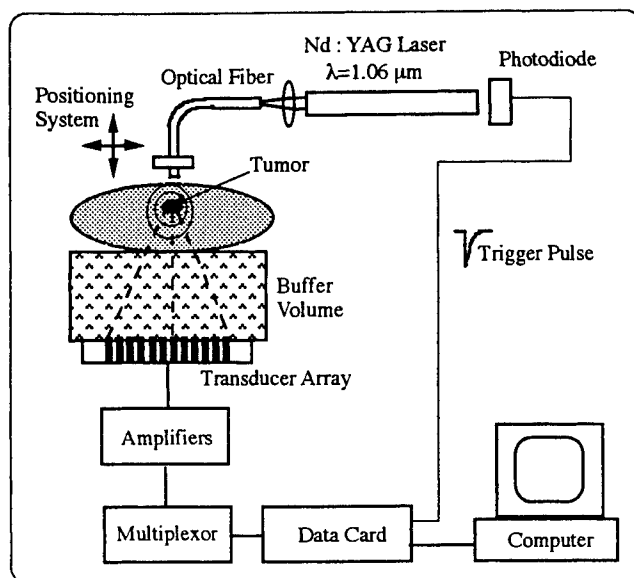 Nd : YAG Laser
λ=1.06 μm
Photodiode
Optical Fiber
Positioning
System
Tumor
Trigger Pulse
Buffer
Volume
Transducer Array
Amplifiers
Multiplexor
Data Card
Computer